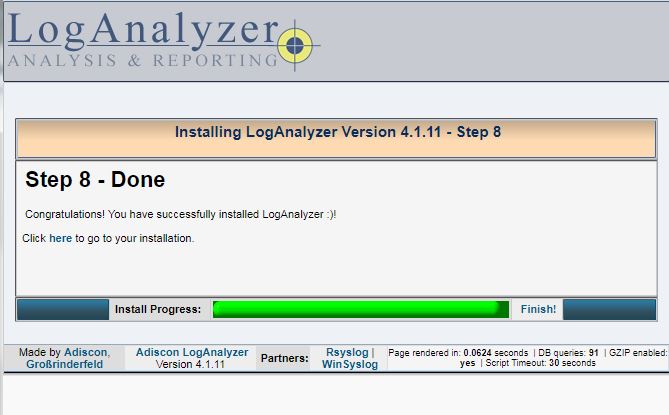 LogAnalyzer
ANALYSIS & REPORTING
Installing LogAnalyzer Version 4.1.11 - Step 8
Step 8 - Done
Congratulations! You have successfully installed LogAnalyzer :)!
Click here to go to your installation.
Install Progress:
Finish!
Made by Adiscon,
Großrinderfeld
Adiscon LogAnalyzer
Version 4.1.11
Partners:
Rsyslog |
WinSyslog
Page rendered in: 0.0624 seconds | DB queries: 91 | GZIP enabled:
yes | Script Timeout: 30 seconds